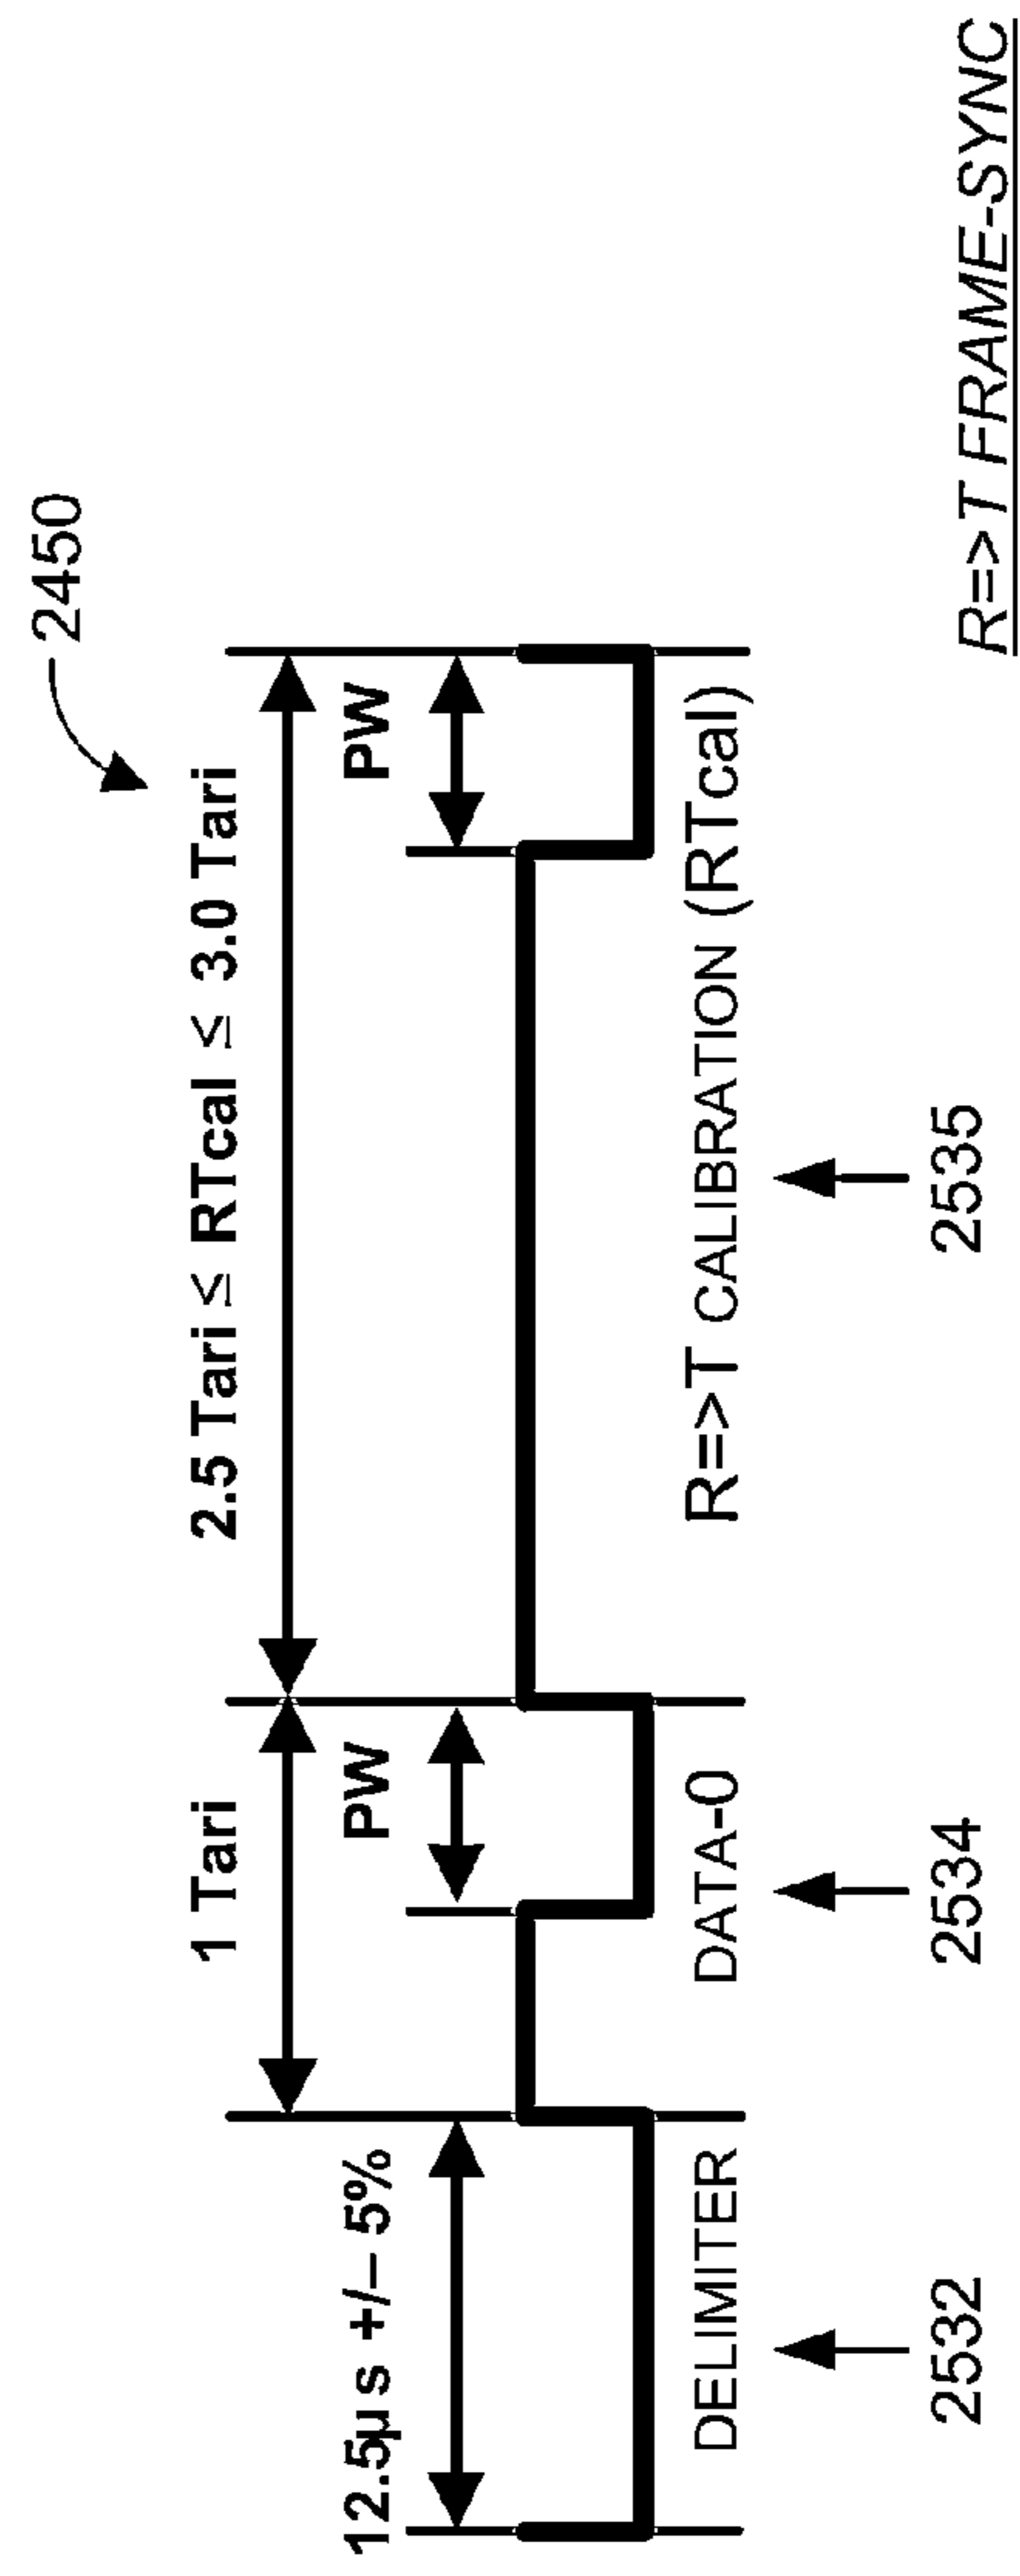 2450
1 Tari
2.5 Tari ≤ RTcal ≤ 3.0 Tari
12.5µs +/– 5%
PW
PW
DELIMITER
DATA-0
R=>T CALIBRATION (RTcal)
2532
2534
2535
R=>T FRAME-SYNC